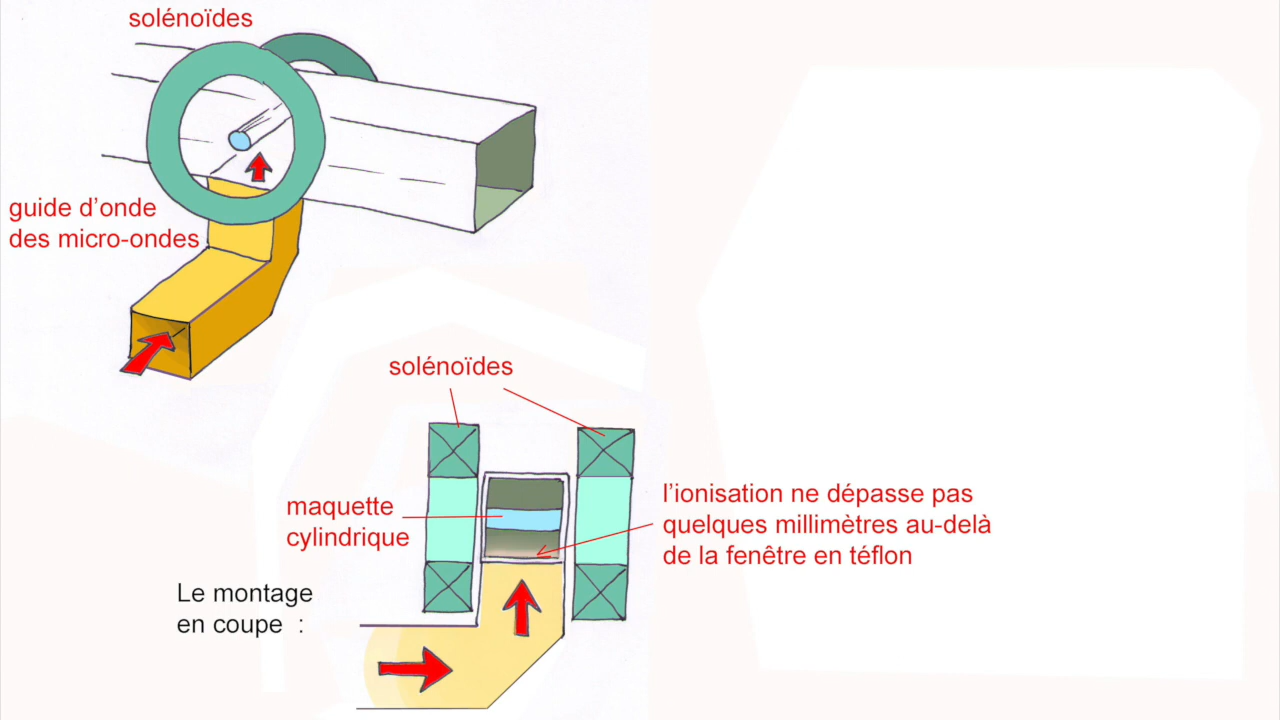 solénoïdes
guide d’onde
des micro-ondes
solénoïdes
maquette
cylindrique
l’ionisation ne dépasse pas
quelques millimètres au-delà
de la fenêtre en téflon
Le montage
en coupe :